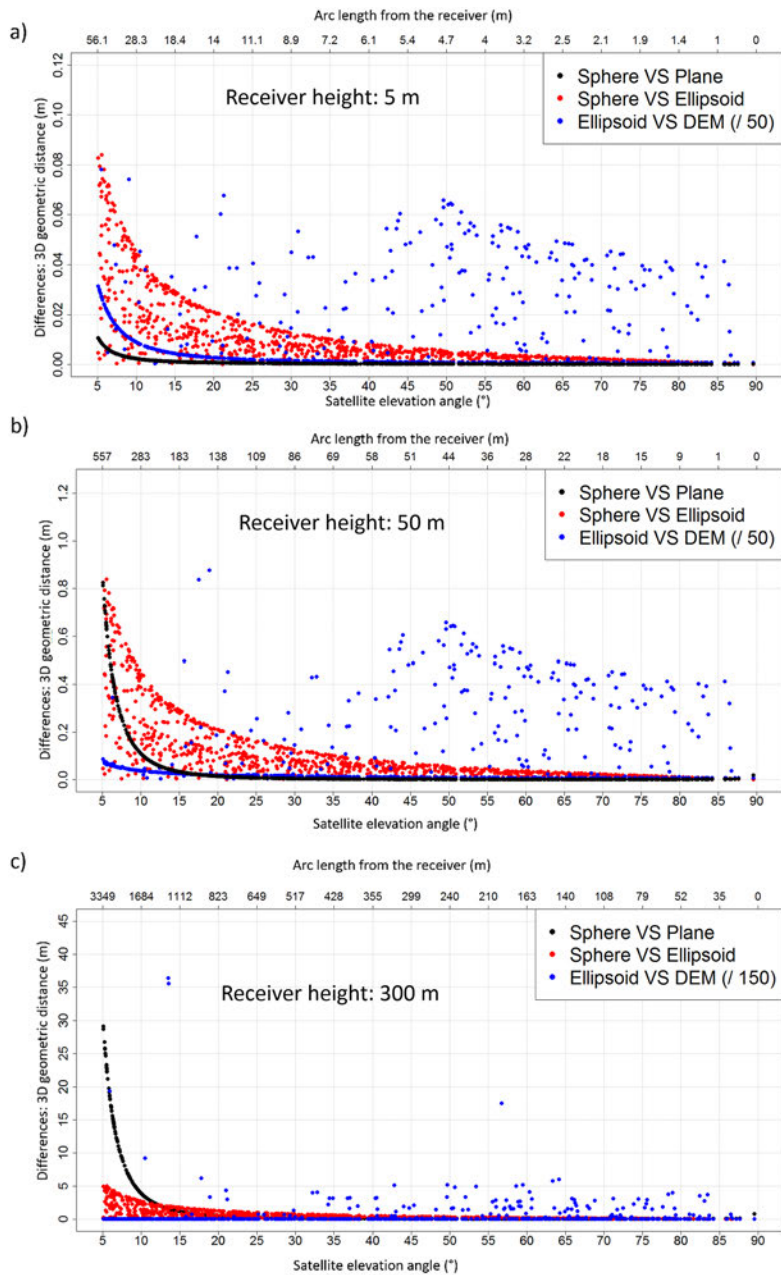 a)
Arc length from the receiver (m)
56.1 28.3 18.4 14 11.1 8.9 7.2 6.1 5.4 4.7 4 3.2 2.5 2.1 1.9 1.4 1 0
Differences: 3D geometric distance (m)
0.12
0.10
0.08
0.06
0.04
0.02
0.00
Receiver height: 5 m
Sphere VS Plane
Sphere VS Ellipsoid
Ellipsoid VS DEM (/ 50)
5 10 15 20 25 30 35 40 45 50 55 60 65 70 75 80 85 90
Satellite elevation angle (°)
b)
Arc length from the receiver (m)
557 283 183 138 109 86 69 58 51 44 36 28 22 18 15 9 1 0
Differences: 3D geometric distance (m)
1.2
1.0
0.8
0.6
0.4
0.2
0.0
Receiver height: 50 m
Sphere VS Plane
Sphere VS Ellipsoid
Ellipsoid VS DEM (/ 50)
5 10 15 20 25 30 35 40 45 50 55 60 65 70 75 80 85 90
Satellite elevation angle (°)
c)
Arc length from the receiver (m)
3349 1684 1112 823 649 517 428 355 299 240 210 163 140 108 79 52 35 0
Differences: 3D geometric distance (m)
45
40
35
30
25
20
15
10
5
0
Receiver height: 300 m
Sphere VS Plane
Sphere VS Ellipsoid
Ellipsoid VS DEM (/ 150)
5 10 15 20 25 30 35 40 45 50 55 60 65 70 75 80 85 90
Satellite elevation angle (°)